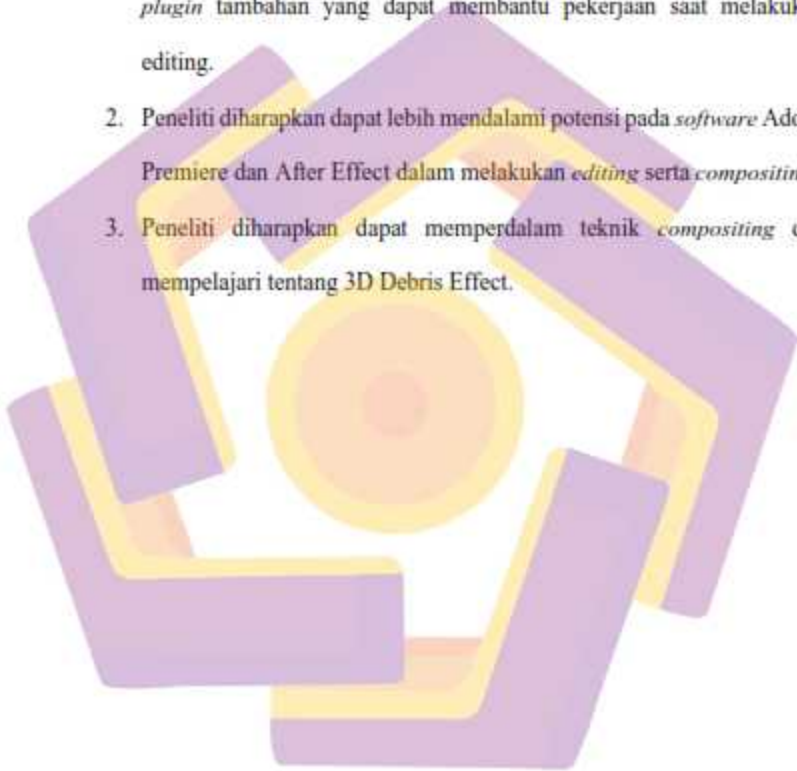 plugin tambahan yang dapat membantu pekerjaan saat melakuk
editing.
2. Peneliti diharapkan dapat lebih mendalami potensi pada software Ado
Premiere dan After Effect dalam melakukan editing serta compositin
3. Peneliti diharapkan dapat memperdalam teknik compositing
mempelajari tentang 3D Debris Effect.